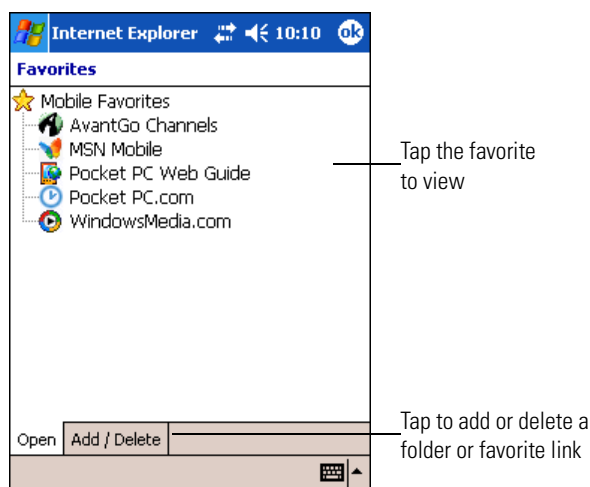 Internet Explorer 10:10 ok
Favorites
Mobile Favorites
AvantGo Channels
MSN Mobile
Pocket PC Web Guide
Pocket PC.com
WindowsMedia.com
Tap the favorite
to view
Open Add / Delete
Tap to add or delete a
folder or favorite link